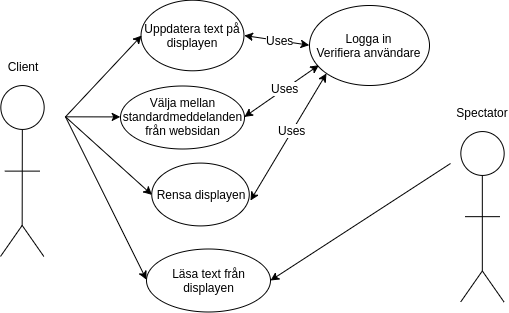 Client
Uppdatera text på
displayen
Uses
Logga in
Verifiera användare
Välja mellan
standardmeddelanden
från websidan
Uses
Uses
Rensa displayen
Spectator
Läsa text från
displayen